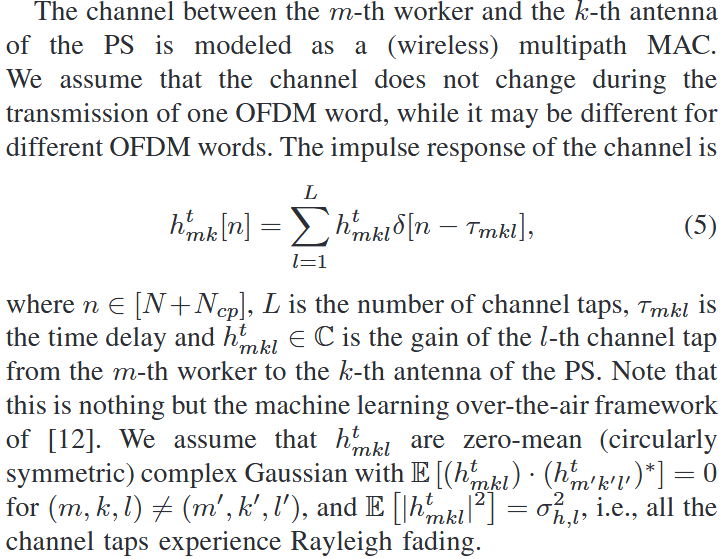 The channel between the m-th worker and the k-th antenna
of the PS is modeled as a (wireless) multipath MAC.
We assume that the channel does not change during the
transmission of one OFDM word, while it may be different for
different OFDM words. The impulse response of the channel is
$h_{mk}^{t}[n] = \sum_{l=1}^{L} h_{mkl}^{t} \delta[n - \tau_{mkl}],$ (5)
where $n \in [N + N_{cp}]$, $L$ is the number of channel taps, $\tau_{mkl}$ is
the time delay and $h_{mkl}^{t} \in \mathbb{C}$ is the gain of the $l$-th channel tap
from the $m$-th worker to the $k$-th antenna of the PS. Note that
this is nothing but the machine learning over-the-air framework
of [12]. We assume that $h_{mkl}^{t}$ are zero-mean (circularly
symmetric) complex Gaussian with $\mathbb{E}\left[(h_{mkl}^{t}) \cdot (h_{m'k'l'}^{t})^{*}\right] = 0$
for $(m, k, l) \neq (m', k', l')$, and $\mathbb{E}\left[|h_{mkl}^{t}|^{2}\right] = \sigma_{h,l}^{2}$, i.e., all the
channel taps experience Rayleigh fading.